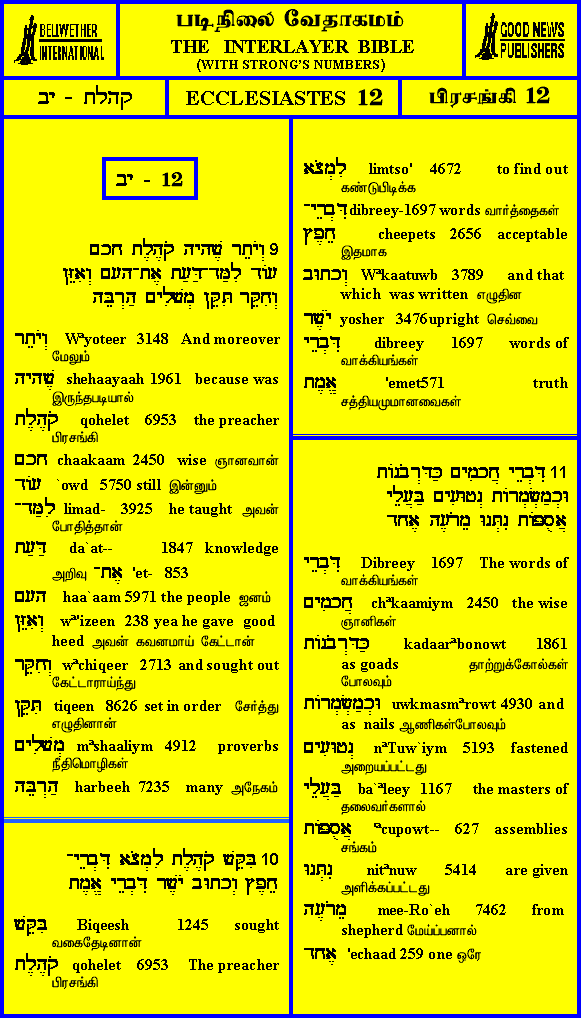 BELLWETHER
INTERNATIONAL
படிநிலை வேதாகமம்
THE INTERLAYER BIBLE
(WITH STRONG'S NUMBERS)
GOOD NEWS
PUBLISHERS
קהלת - יב
ECCLESIASTES 12
பிரசங்கி 12
יב - 12
9 וְיֹתֵר שֶׁהָיָה קֹהֶלֶת חָכָם
עוֹד לִמַּד־דַּעַת אֶת־הָעָם וְאִזֵּן
וְחִקֵּר תִּקֵּן מְשָׁלִים הַרְבֵּה
וְיֹתֵר Wᵃyoteer 3148 And moreover
மேலும்
שֶׁהָיָה shehaayaah 1961 because was
இருந்தபடியால்
קֹהֶלֶת qohelet 6953 the preacher
பிரசங்கி
חָכָם chaakaam 2450 wise ஞானவான்
עוֹד `owd 5750 still இன்னும்
לִמַּד־ limad- 3925 he taught அவன்
போதித்தான்
דַּעַת da`at-- 1847 knowledge
அறிவு אֶת־ 'et- 853
הָעָם haa`aam 5971 the people ஜனம்
וְאִזֵּן wᵃ'izeen 238 yea he gave good
heed அவன் கவனமாய் கேட்டான்
וְחִקֵּר wᵃchiqeer 2713 and sought out
கேட்டாராய்ந்து
תִּקֵּן tiqeen 8626 set in order சேர்த்து
எழுதினான்
מְשָׁלִים mᵃshaaliym 4912 proverbs
நீதிமொழிகள்
הַרְבֵּה harbeeh 7235 many அநேகம்
10 בִּקֵּשׁ קֹהֶלֶת לִמְצֹא דִּבְרֵי־
חֵפֶץ וְכָתוּב יֹשֶׁר דִּבְרֵי אֱמֶת
בִּקֵּשׁ Biqeesh 1245 sought
வகைதேடினான்
קֹהֶלֶת qohelet 6953 The preacher
பிரசங்கி
לִמְצֹא limtso' 4672 to find out
கண்டுபிடிக்க
דִּבְרֵי־ dibreey-1697 words வார்த்தைகள்
חֵפֶץ cheepets 2656 acceptable
இதமாக
וְכָתוּב Wᵃkaatuwb 3789 and that
which was written எழுதின
יֹשֶׁר yosher 3476upright செவ்வை
דִּבְרֵי dibreey 1697 words of
வாக்கியங்கள்
אֱמֶת 'emet571 truth
சத்தியமுமானவைகள்
11 דִּבְרֵי חֲכָמִים כַּדָּרְבֹנוֹת
וּכְמַשְׂמְרוֹת נְטוּעִים בַּעֲלֵי
אֲסֻפּוֹת נִתְּנוּ מֵרֹעֶה אֶחָד
דִּבְרֵי Dibreey 1697 The words of
வாக்கியங்கள்
חֲכָמִים chᵃkaamiym 2450 the wise
ஞானிகள்
כַּדָּרְבֹנוֹת kadaarᵃbonowt 1861
as goads தாற்றுக்கோல்கள்
போலவும்
וּכְמַשְׂמְרוֹת uwkmasmᵃrowt 4930 and
as nails ஆணிகள்போலவும்
נְטוּעִים nᵃTuw`iym 5193 fastened
அறையப்பட்டது
בַּעֲלֵי ba`ᵃleey 1167 the masters of
தலைவர்களால்
אֲסֻפּוֹת 'ᵃcupowt-- 627 assemblies
சங்கம்
נִתְּנוּ nitᵃnuw 5414 are given
அளிக்கப்பட்டது
מֵרֹעֶה mee-Ro`eh 7462 from
shepherd மேய்ப்பனால்
אֶחָד 'echaad 259 one ஒரே